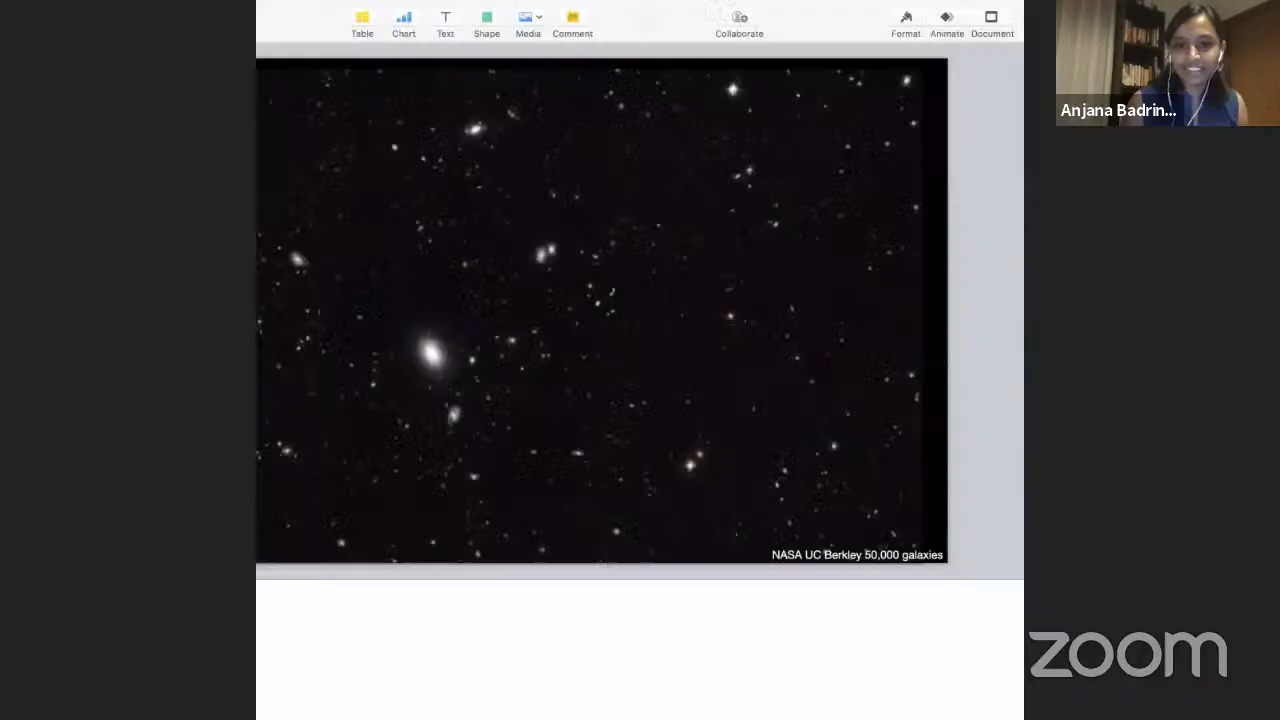 Table Chart Text Shape Media Comment Collaborate Format Animate Document
Anjana Badrin...
NASA UC Berkley 50,000 galaxies
zoom